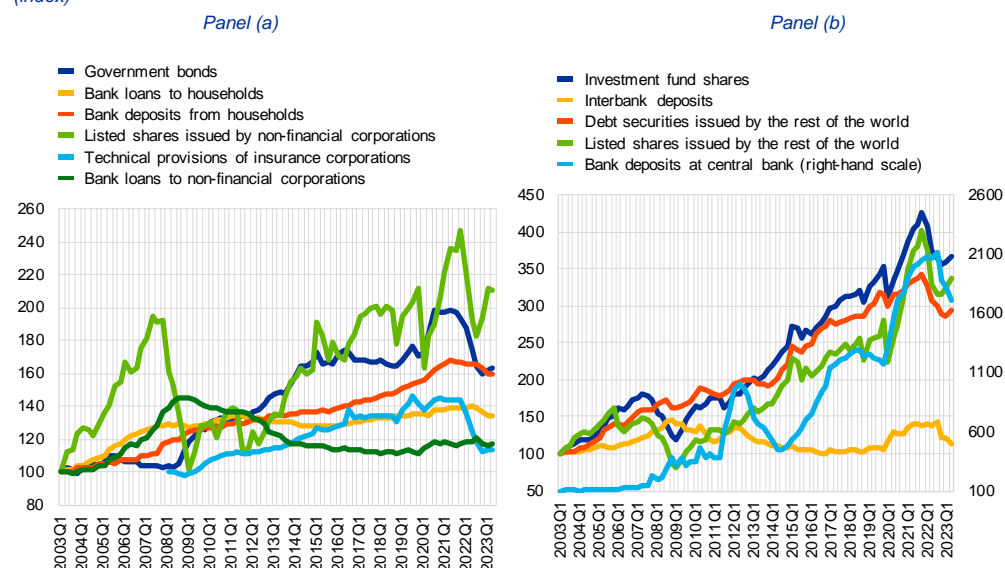 (index)
Panel (a)
Panel (b)
Government bonds
Bank loans to households
Bank deposits from households
Listed shares issued by non-financial corporations
Technical provisions of insurance corporations
Bank loans to non-financial corporations
Investment fund shares
Interbank deposits
Debt securities issued by the rest of the world
Listed shares issued by the rest of the world
Bank deposits at central bank (right-hand scale)
260
240
220
200
180
160
140
120
100
80
2003Q1
2004Q1
2005Q1
2006Q1
2007Q1
2008Q1
2009Q1
2010Q1
2011Q1
2012Q1
2013Q1
2014Q1
2015Q1
2016Q1
2017Q1
2018Q1
2019Q1
2020Q1
2021Q1
2022Q1
2023Q1
450
400
350
300
250
200
150
100
50
2600
2100
1600
1100
600
100
2003Q1
2004Q1
2005Q1
2006Q1
2007Q1
2008Q1
2009Q1
2010Q1
2011Q1
2012Q1
2013Q1
2014Q1
2015Q1
2016Q1
2017Q1
2018Q1
2019Q1
2020Q1
2021Q1
2022Q1
2023Q1